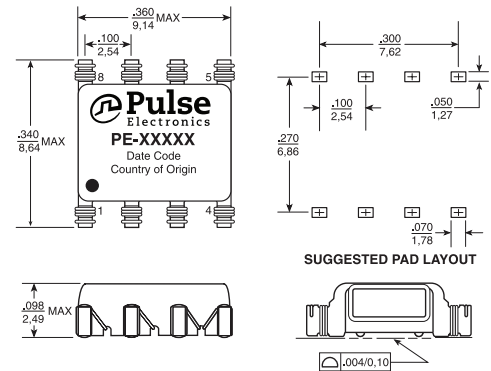 .360
9,14
MAX
.100
2,54
8
5
Pulse
Electronics
PE-XXXXX
Date Code
Country of Origin
1
4
.340
8,64
MAX
.300
7,62
.100
2,54
.050
1,27
.270
6,86
.070
1,78
SUGGESTED PAD LAYOUT
.098
2,49
MAX
.004/0,10